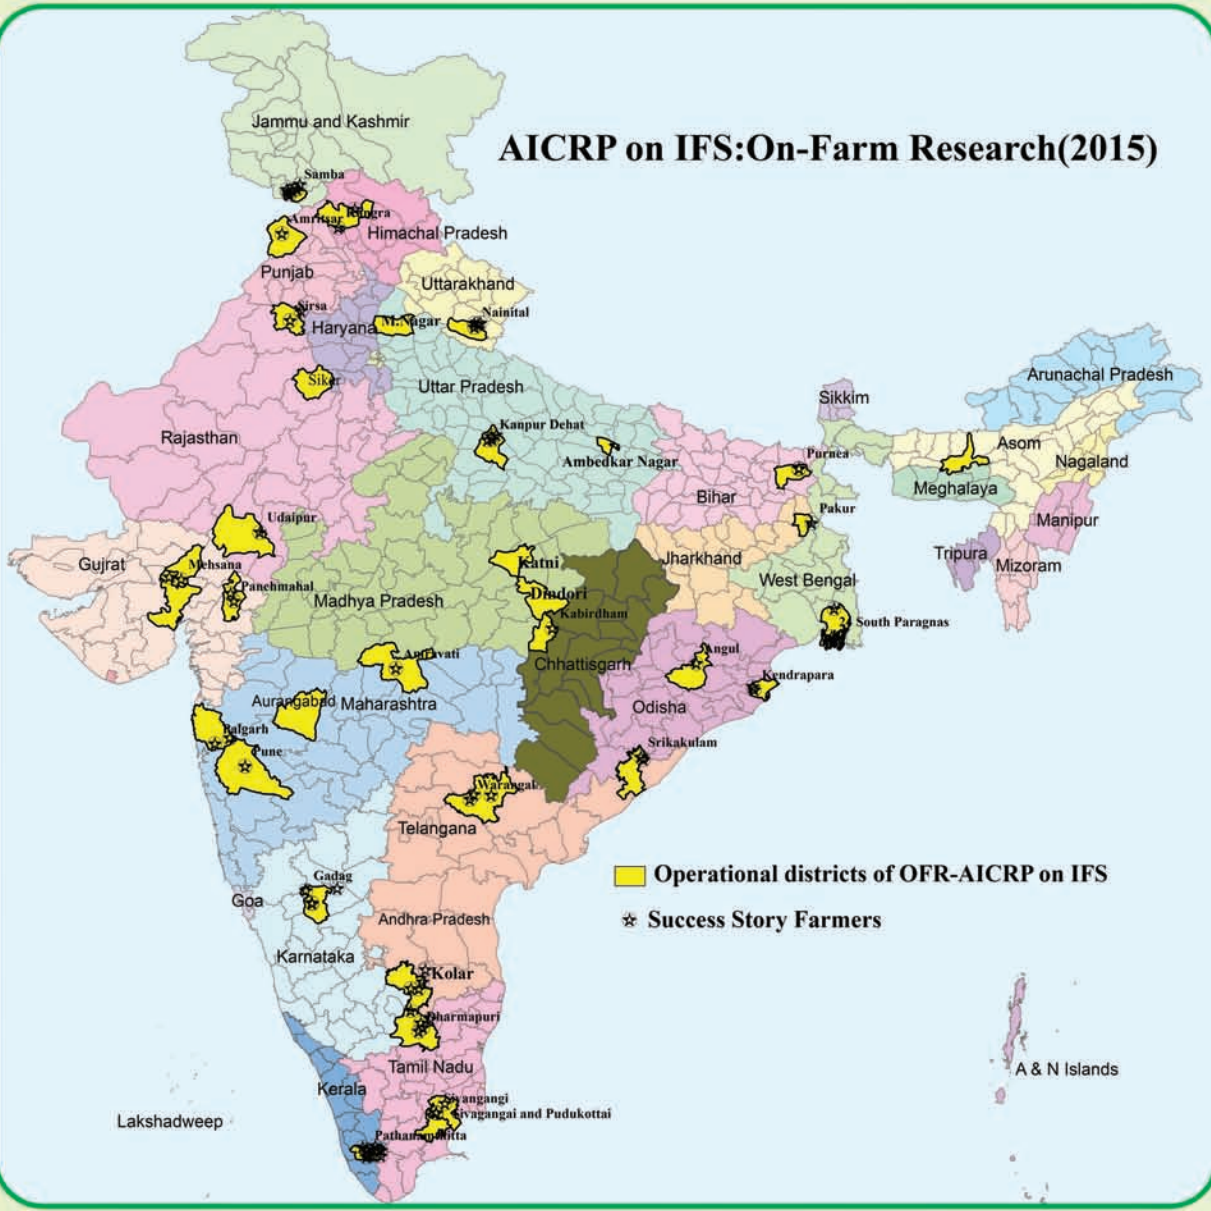 Jammu and Kashmir
AICRP on IFS:On-Farm Research(2015)
Samba
Amritsar
Kangra
Himachal Pradesh
Punjab
Uttarakhand
Sirsa
Nainital
Haryana
M.Nagar
Sikar
Uttar Pradesh
Arunachal Pradesh
Sikkim
Rajasthan
Kanpur Dehat
Ambedkar Nagar
Purnea
Asom
Nagaland
Bihar
Meghalaya
Pakur
Manipur
Udaipur
Gujrat
Mehsana
Katni
Jharkhand
Tripura
Mizoram
Panchmahal
Madhya Pradesh
Dindori
West Bengal
Kabirdham
South Paragnas
Amravati
Chhattisgarh
Angul
Kendrapara
Aurangabad
Maharashtra
Odisha
Palgarh
Pune
Srikakulam
Warangal
Telangana
Operational districts of OFR-AICRP on IFS
Gadag
Goa
Andhra Pradesh
Success Story Farmers
Karnataka
Kolar
Dharmapuri
Tamil Nadu
A & N Islands
Kerala
Sivangangi
Sivagangai and Pudukottai
Lakshadweep
Pathanamthitta